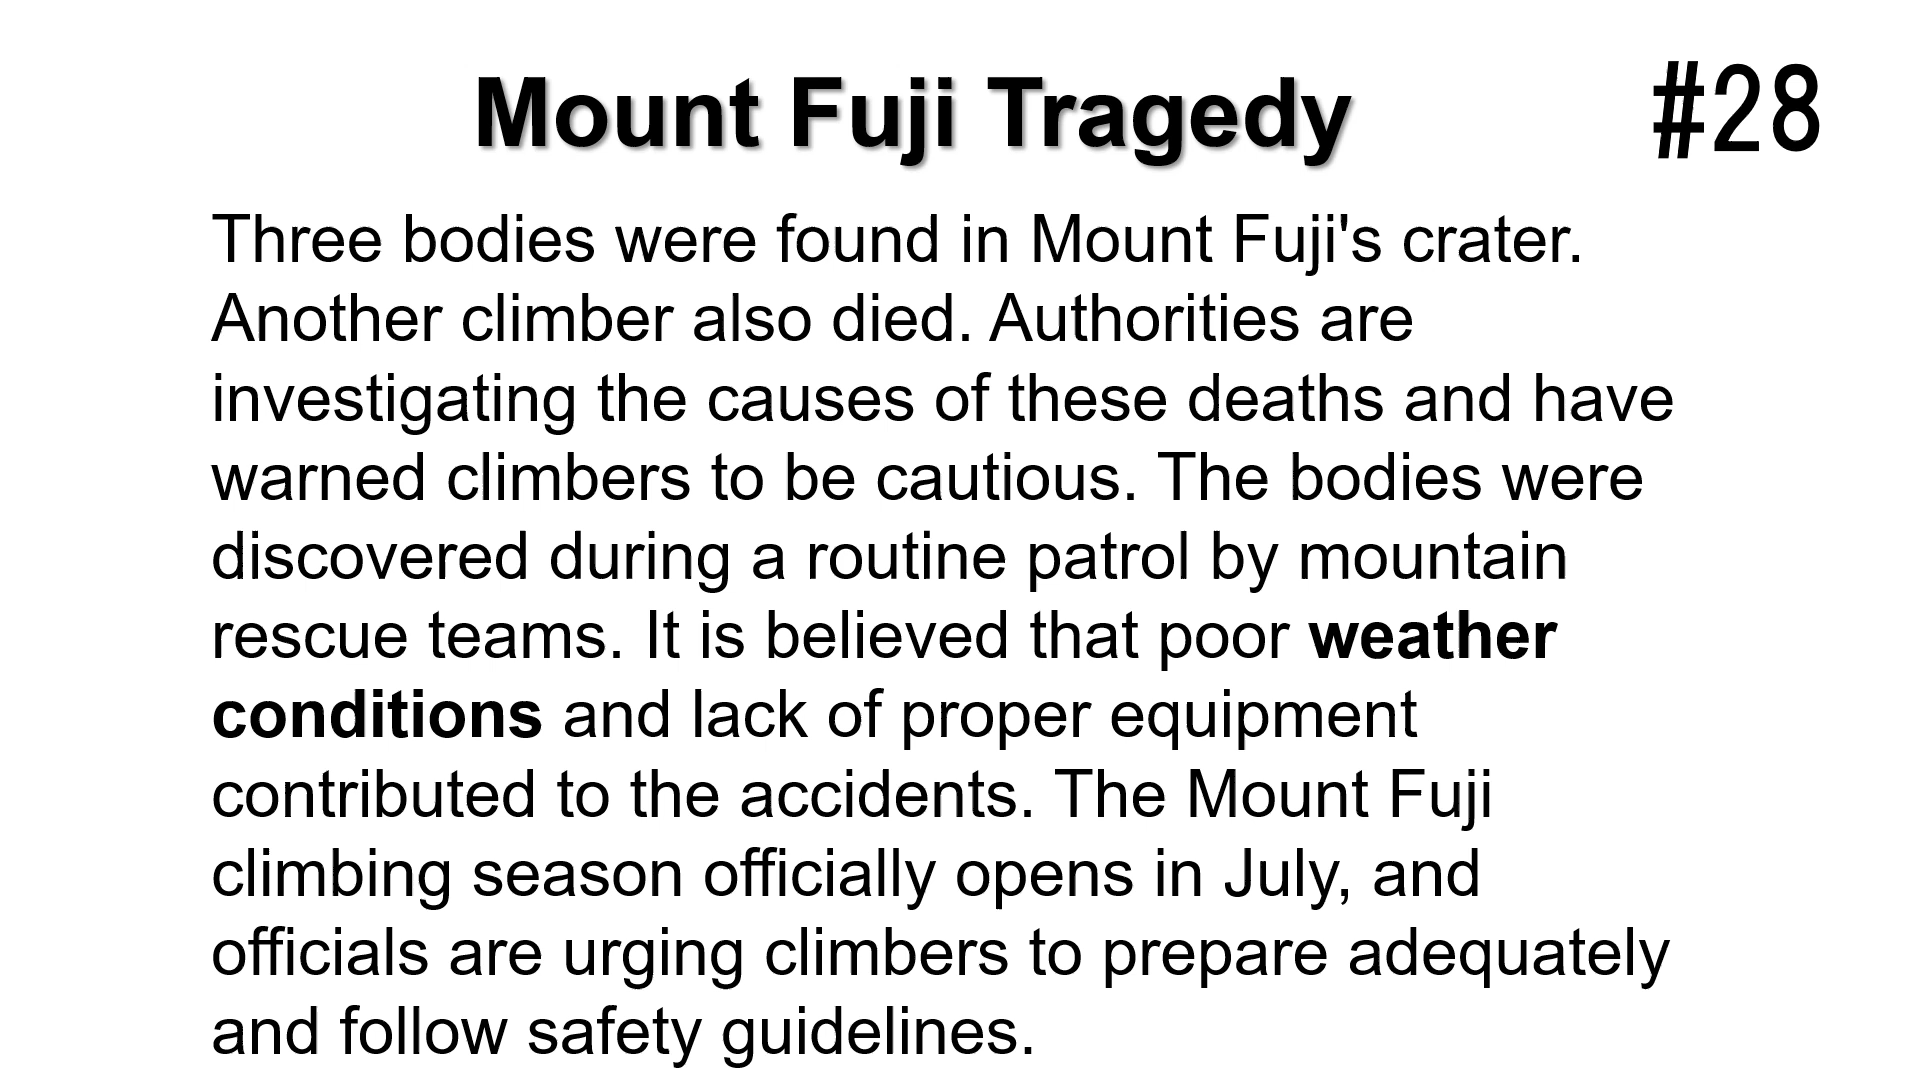 Mount Fuji Tragedy
#28
Three bodies were found in Mount Fuji's crater.
Another climber also died. Authorities are
investigating the causes of these deaths and have
warned climbers to be cautious. The bodies were
discovered during a routine patrol by mountain
rescue teams. It is believed that poor weather
conditions and lack of proper equipment
contributed to the accidents. The Mount Fuji
climbing season officially opens in July, and
officials are urging climbers to prepare adequately
and follow safety guidelines.